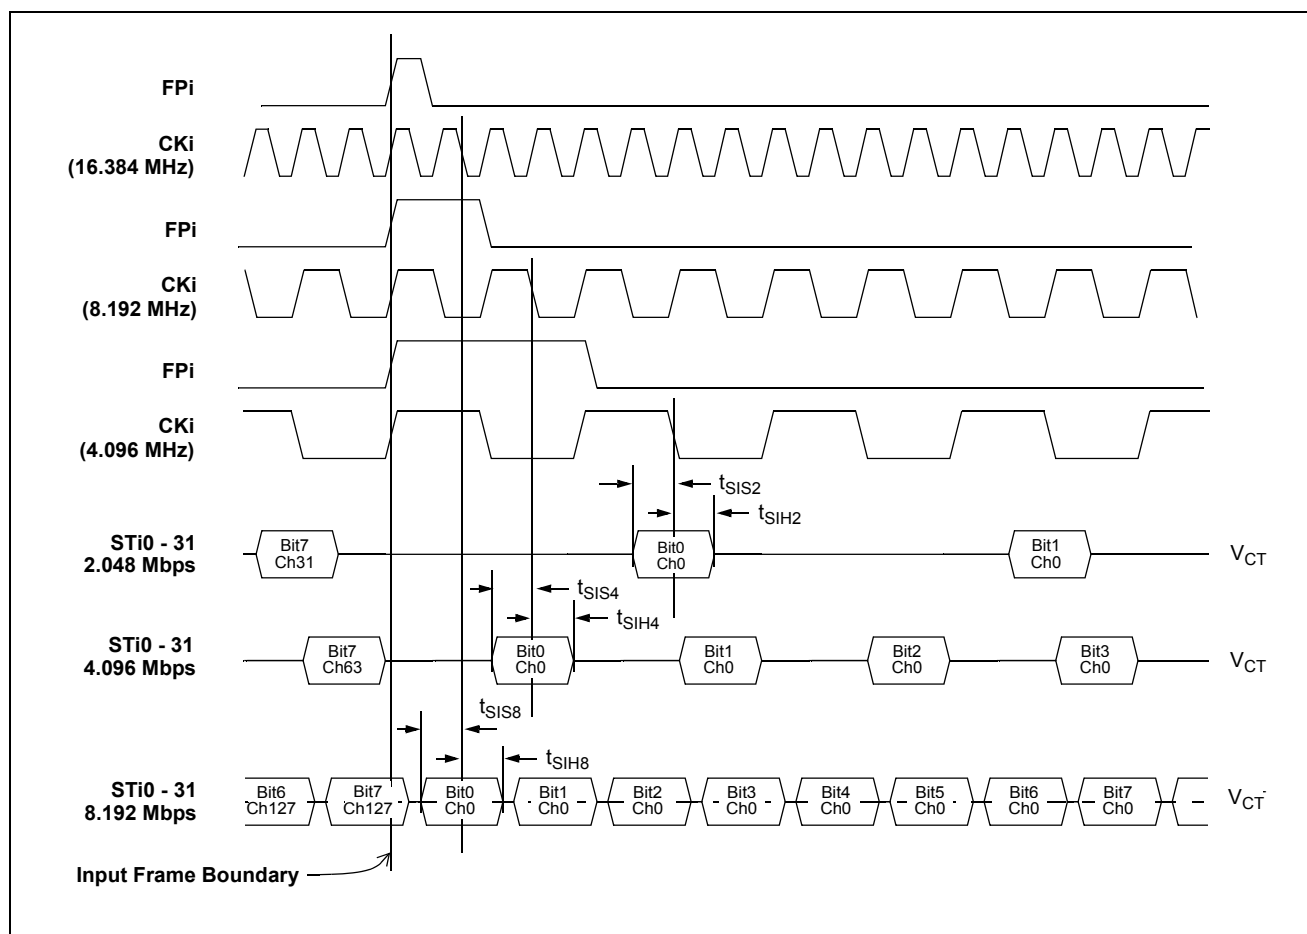 FPi
CKi
(16.384 MHz)
FPi
CKi
(8.192 MHz)
FPi
CKi
(4.096 MHz)
tSIS2
tSIH2
STi0 - 31
2.048 Mbps
Bit7
Ch31
Bit0
Ch0
Bit1
Ch0
VCT
tSIS4
tSIH4
STi0 - 31
4.096 Mbps
Bit7
Ch63
Bit0
Ch0
Bit1
Ch0
Bit2
Ch0
Bit3
Ch0
VCT
tSIS8
tSIH8
STi0 - 31
8.192 Mbps
Bit6
Ch127
Bit7
Ch127
Bit0
Ch0
Bit1
Ch0
Bit2
Ch0
Bit3
Ch0
Bit4
Ch0
Bit5
Ch0
Bit6
Ch0
Bit7
Ch0
VCT
Input Frame Boundary